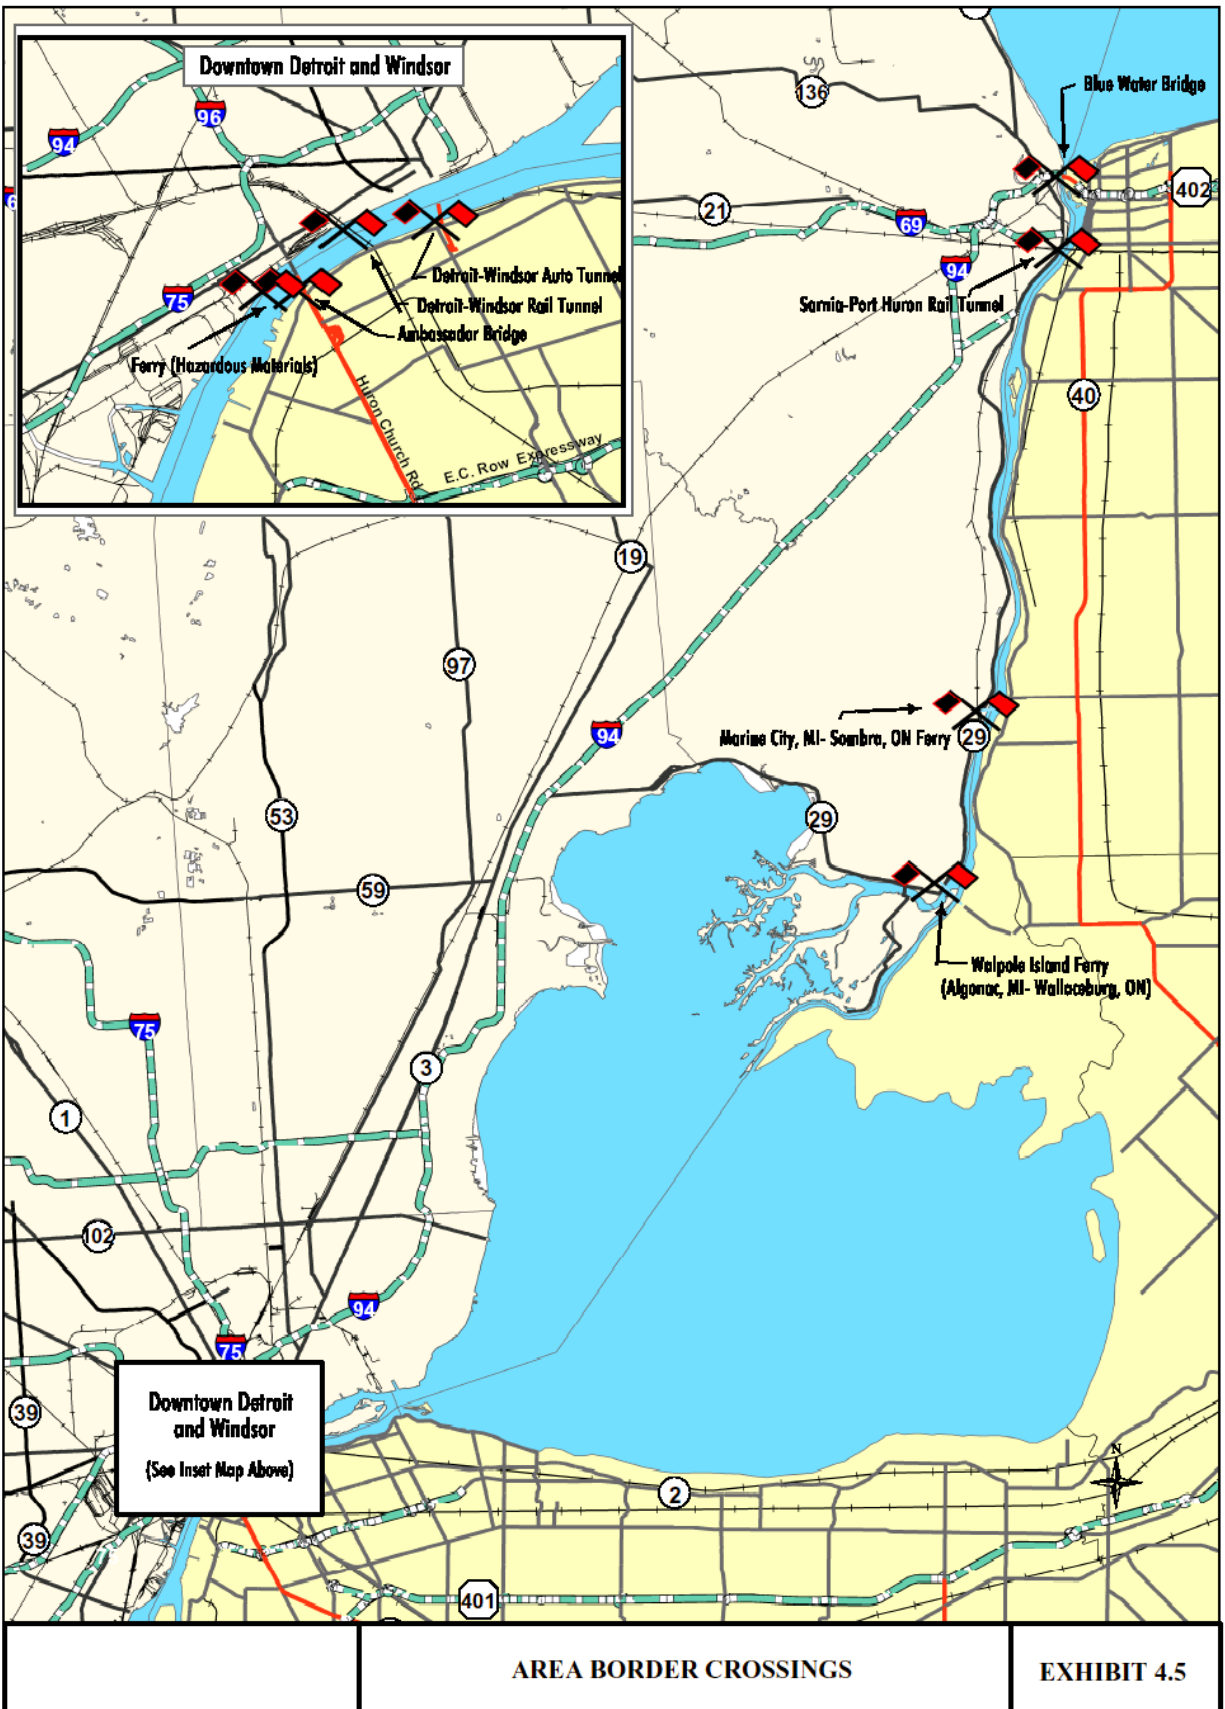 Downtown Detroit and Windsor
96
94
6
75
Detroit-Windsor Auto Tunnel
Detroit-Windsor Rail Tunnel
Ambassador Bridge
Ferry (Hazardous Materials)
Huron Church Rd
E.C. Row Expressway
136
Blue Water Bridge
402
21
69
94
Sarnia-Port Huron Rail Tunnel
40
19
97
94
Marine City, MI- Sombra, ON Ferry
29
53
29
59
Walpole Island Ferry
(Algonac, MI- Wallaceburg, ON)
75
3
1
102
94
75
Downtown Detroit
and Windsor
(See Inset Map Above)
39
39
2
N
401
AREA BORDER CROSSINGS
EXHIBIT 4.5